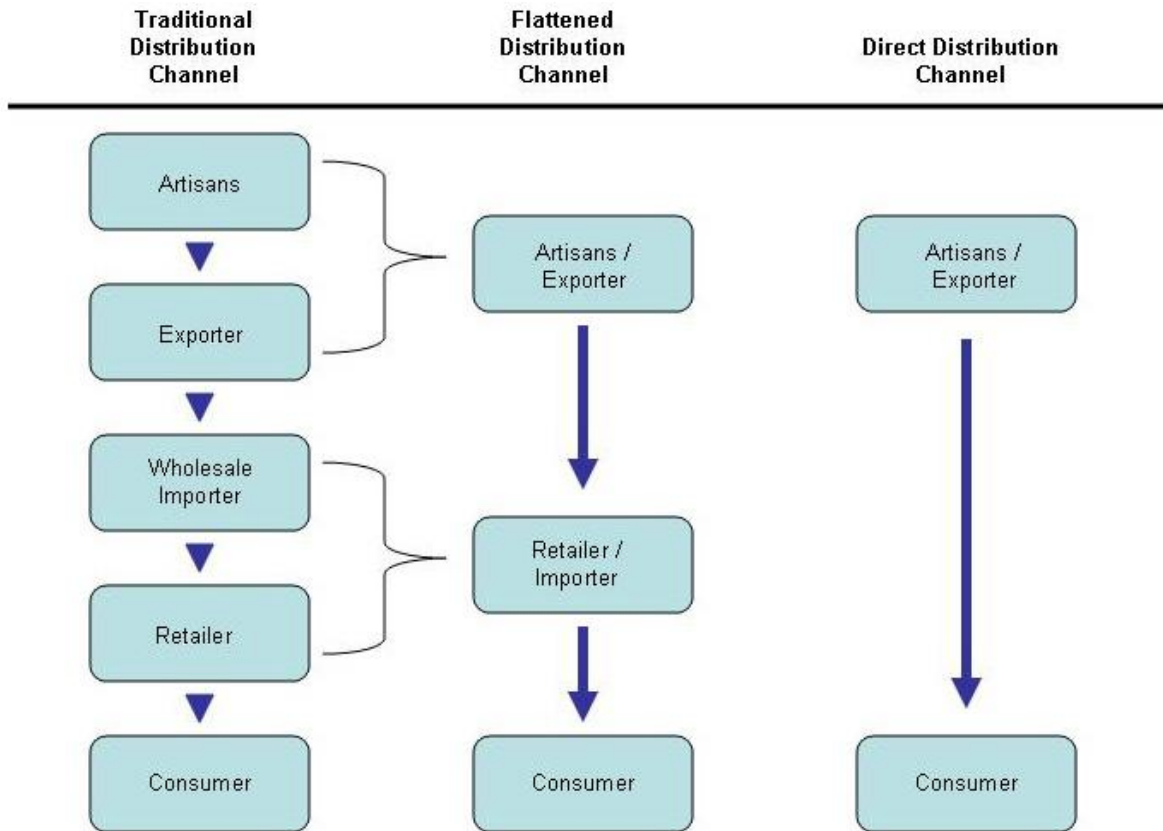 Traditional
Distribution
Channel
Flattened
Distribution
Channel
Direct Distribution
Channel
Artisans
Exporter
Wholesale
Importer
Retailer
Consumer
Artisans /
Exporter
Retailer /
Importer
Consumer
Artisans /
Exporter
Consumer